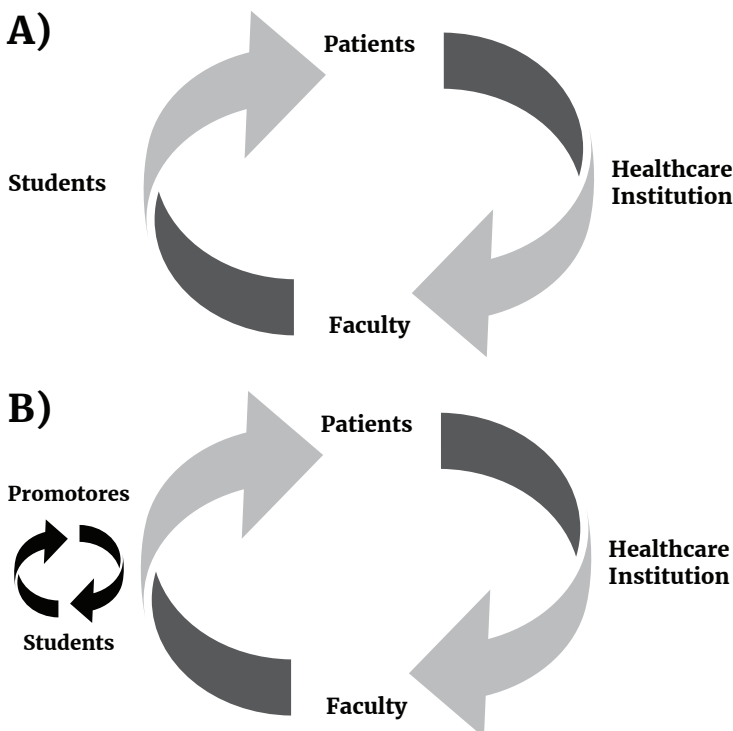 A)
Patients
Students
Healthcare
Institution
Faculty
B)
Patients
Promotores
Healthcare
Institution
Students
Faculty